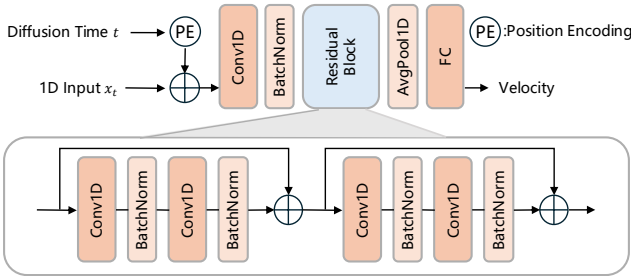 Diffusion Time t
PE
PE
:Position Encoding
1D Input xₜ
Conv1D
BatchNorm
Residual
Block
AvgPool1D
FC
Velocity
Conv1D
BatchNorm
Conv1D
BatchNorm
Conv1D
BatchNorm
Conv1D
BatchNorm